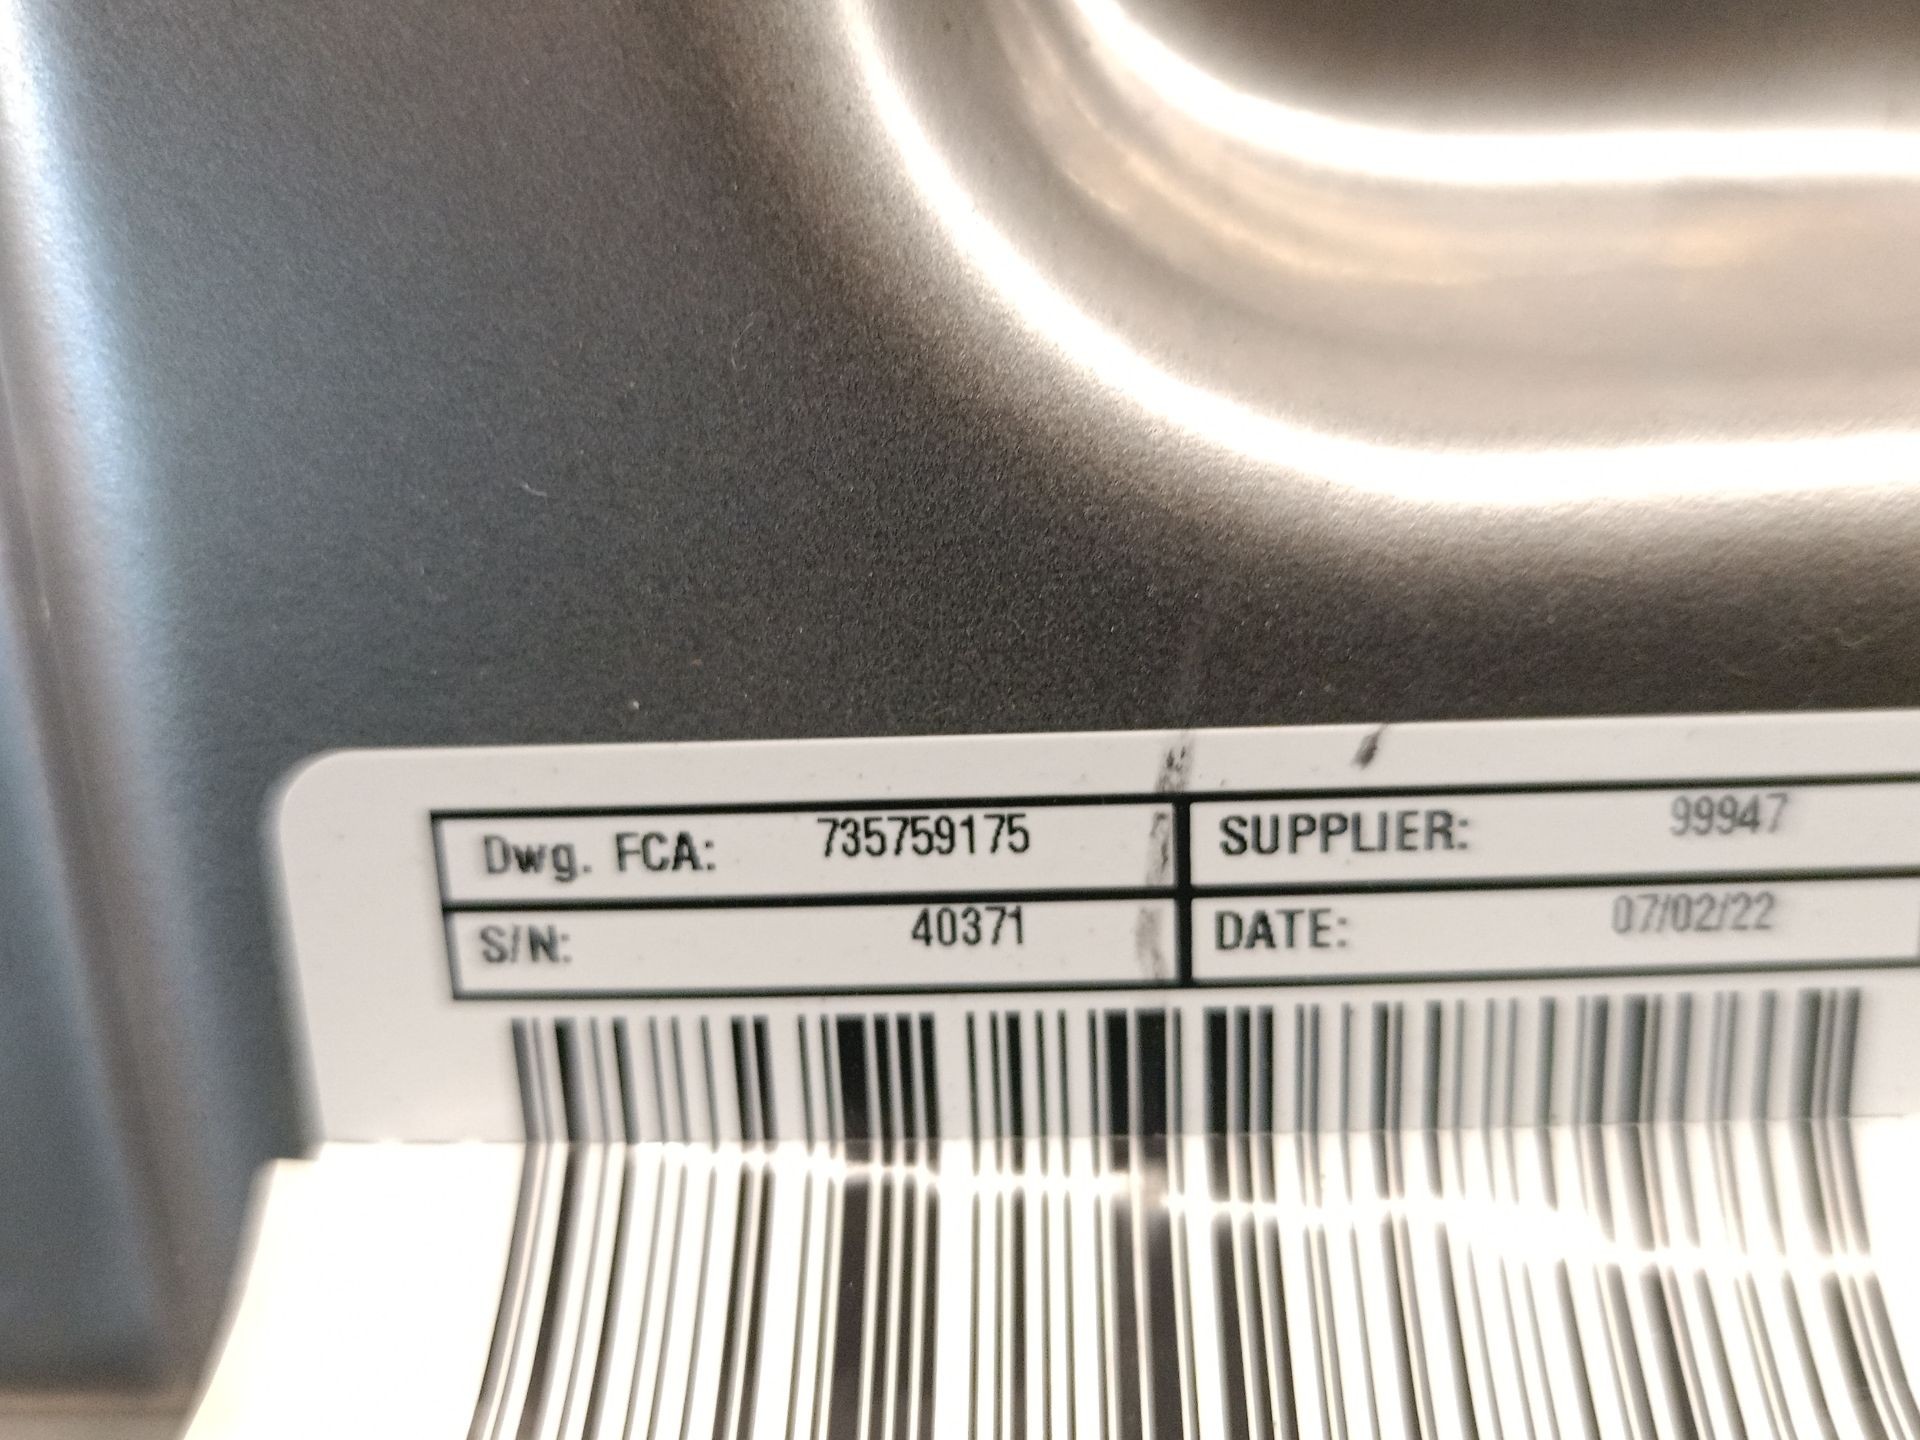 Dwg. FCA: 735759175 SUPPLIER: 99947
S/N: 40371 DATE: 07/02/22